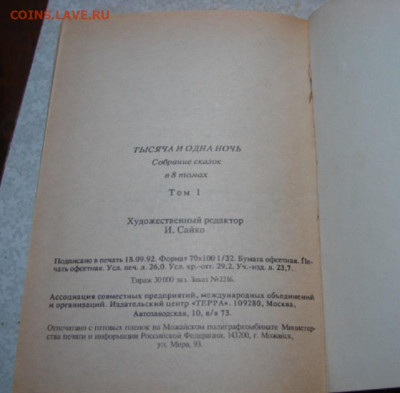 COINS.LAVE.RU
ТЫСЯЧА И ОДНА НОЧЬ
Собрание сказок
в 8 томах
Том 1
Художественный редактор
И. Сайко
Подписано в печать 18.09.92. Формат 70х100 1/32. Бумага офсетная. Пе-
чать офсетная. Усл. печ. л. 26,0. Усл. кр.-отт. 29,2. Уч.-изд. л. 23,7.
Тираж 30 000 экз. Заказ №3216.
Ассоциация совместных предприятий, международных объединений
и организаций. Издательский центр «ТЕРРА». 109280, Москва,
Автозаводская, 10, а/я 73.
Отпечатано с готовых пленок на Можайском полиграфкомбинате Министерс-
тва печати и информации Российской Федерации, 143200, г. Можайск,
ул. Мира, 93.